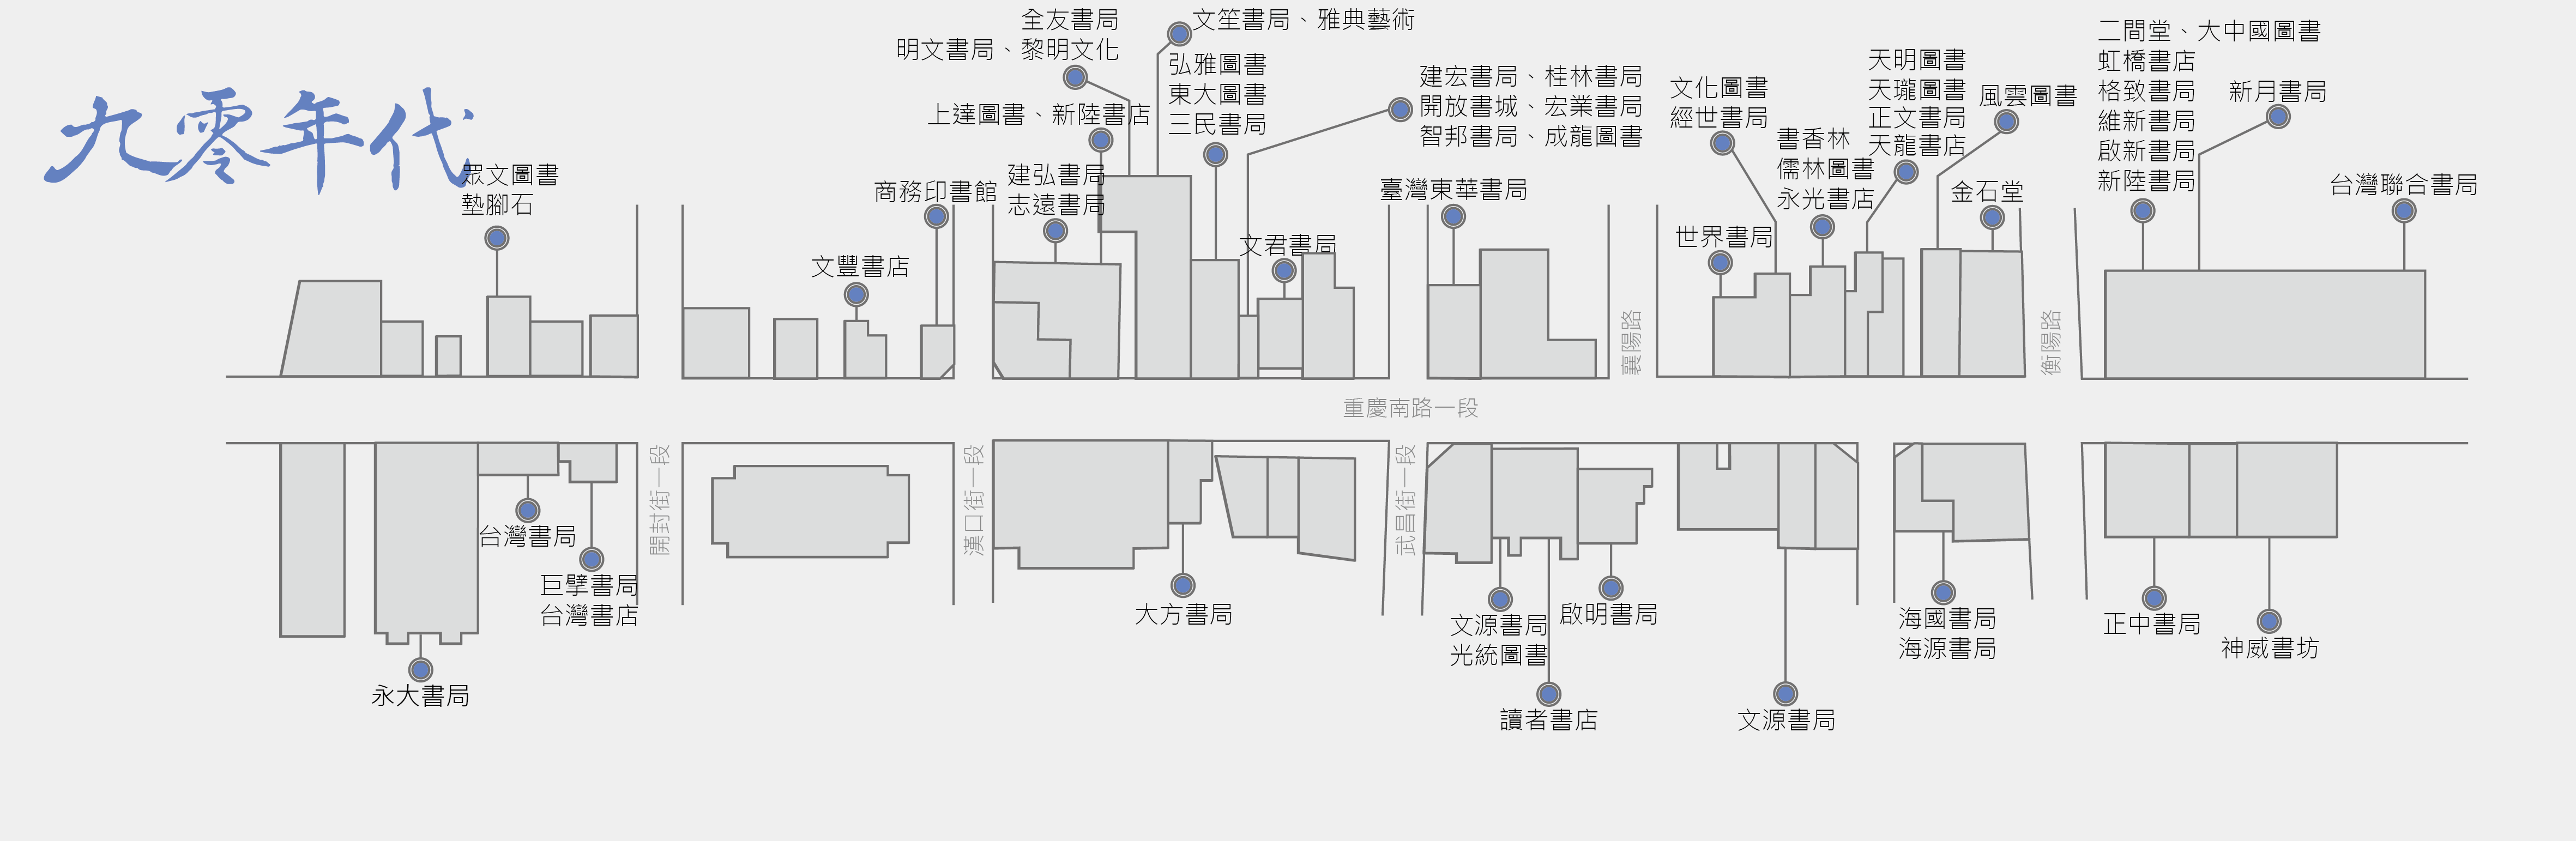 九零年代
眾文圖書
墊腳石
文豐書店
商務印書館
全友書局
明文書局、黎明文化
上達圖書、新陸書店
建弘書局
志遠書局
文笙書局、雅典藝術
弘雅圖書
東大圖書
三民書局
文君書局
建宏書局、桂林書局
開放書城、宏業書局
智邦書局、成龍圖書
臺灣東華書局
文化圖書
經世書局
世界書局
書香林
儒林圖書
永光書店
天明圖書
天瓏圖書
正文書局
天龍書店
風雲圖書
金石堂
二間堂、大中國圖書
虹橋書店
格致書局
維新書局
啟新書局
新陸書局
新月書局
台灣聯合書局
襄陽路
衡陽路
重慶南路一段
開封街一段
漢口街一段
武昌街一段
台灣書局
巨擘書局
台灣書店
永大書局
大方書局
文源書局
光統圖書
啟明書局
讀者書店
文源書局
海國書局
海源書局
正中書局
神威書坊